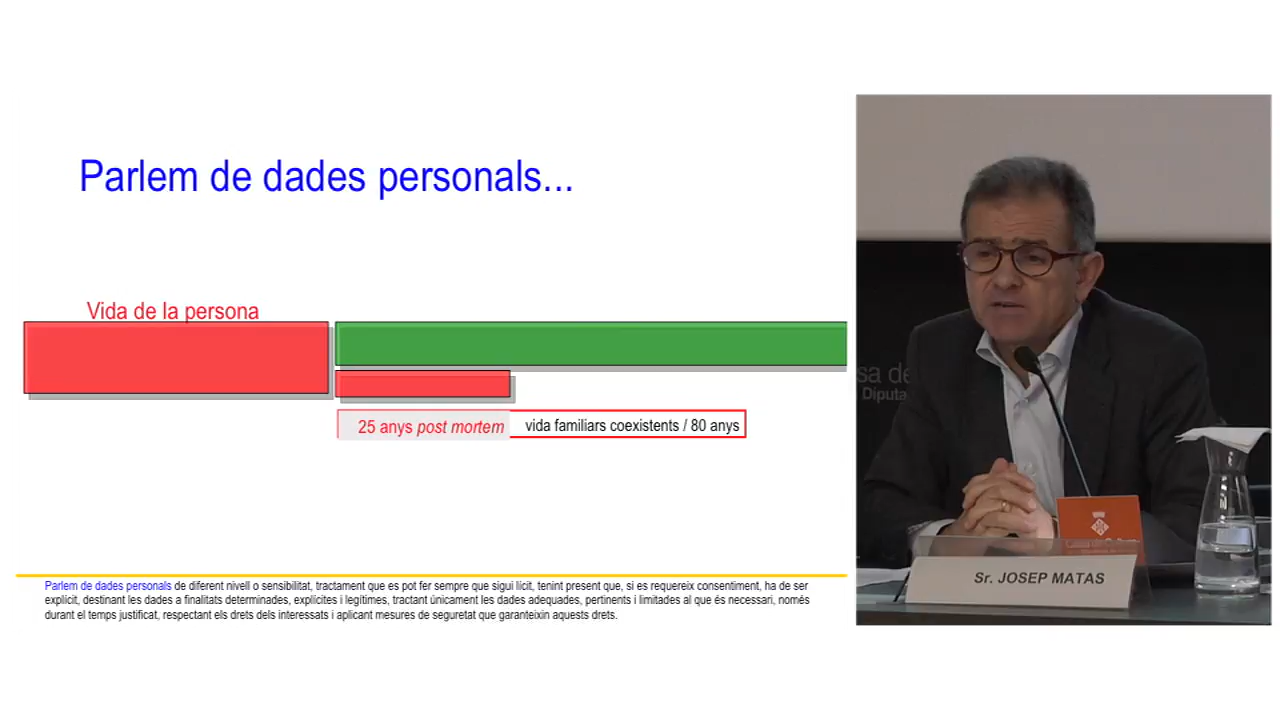 Parlem de dades personals...
Vida de la persona
25 anys post mortem
vida familiars coexistents / 80 anys
Parlem de dades personals de diferent nivell o sensibilitat, tractament que es pot fer sempre que sigui lícit, tenint present que, si es requereix consentiment, ha de ser
explícit, destinant les dades a finalitats determinades, explícites i legítimes, tractant únicament les dades adequades, pertinents i limitades al que és necessari, només
durant el temps justificat, respectant els drets dels interessats i aplicant mesures de seguretat que garanteixin aquests drets.
sa de
Diputa
Sr. JOSEP MATAS